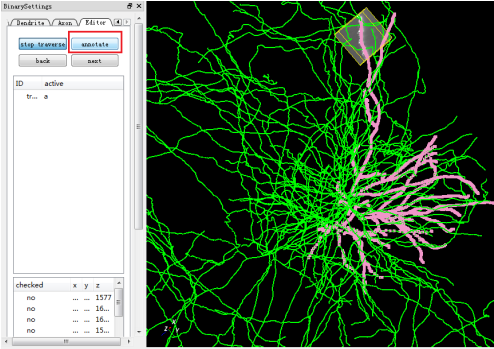 BinarySettings
Dendrite Axon Editor
stop traverse annotate
back next
ID active
tr... a
checked x y z
no ... ... 1577
no ... ... 16...
no ... ... 16...
no ... ... 15...
z